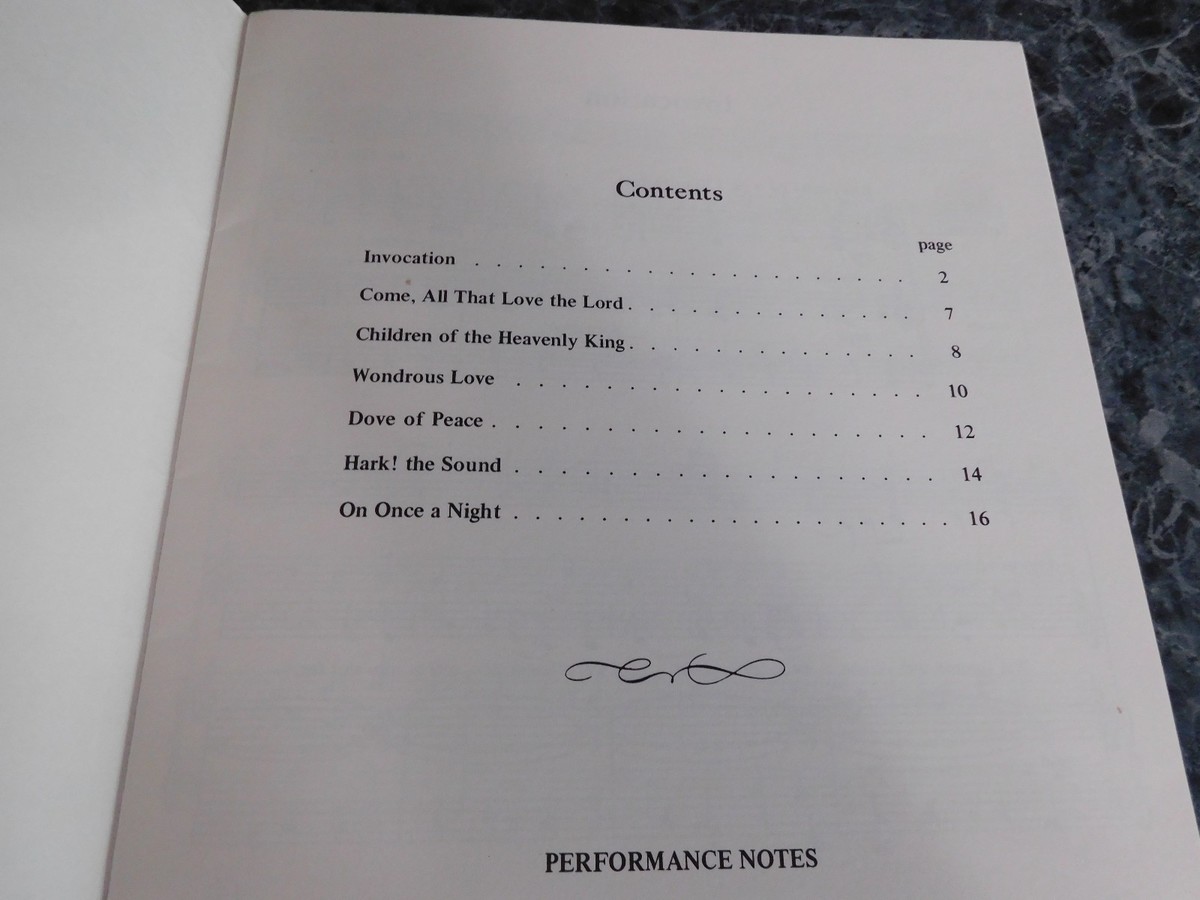 Contents
page
Invocation . . . . . . . . . . . . . . . . . . . . . . . . 2
Come, All That Love the Lord . . . . . . . . . . . . . . . . 7
Children of the Heavenly King . . . . . . . . . . . . . . . . 8
Wondrous Love . . . . . . . . . . . . . . . . . . . . . . . 10
Dove of Peace . . . . . . . . . . . . . . . . . . . . . . . . 12
Hark! the Sound . . . . . . . . . . . . . . . . . . . . . . . 14
On Once a Night . . . . . . . . . . . . . . . . . . . . . . . . 16
PERFORMANCE NOTES